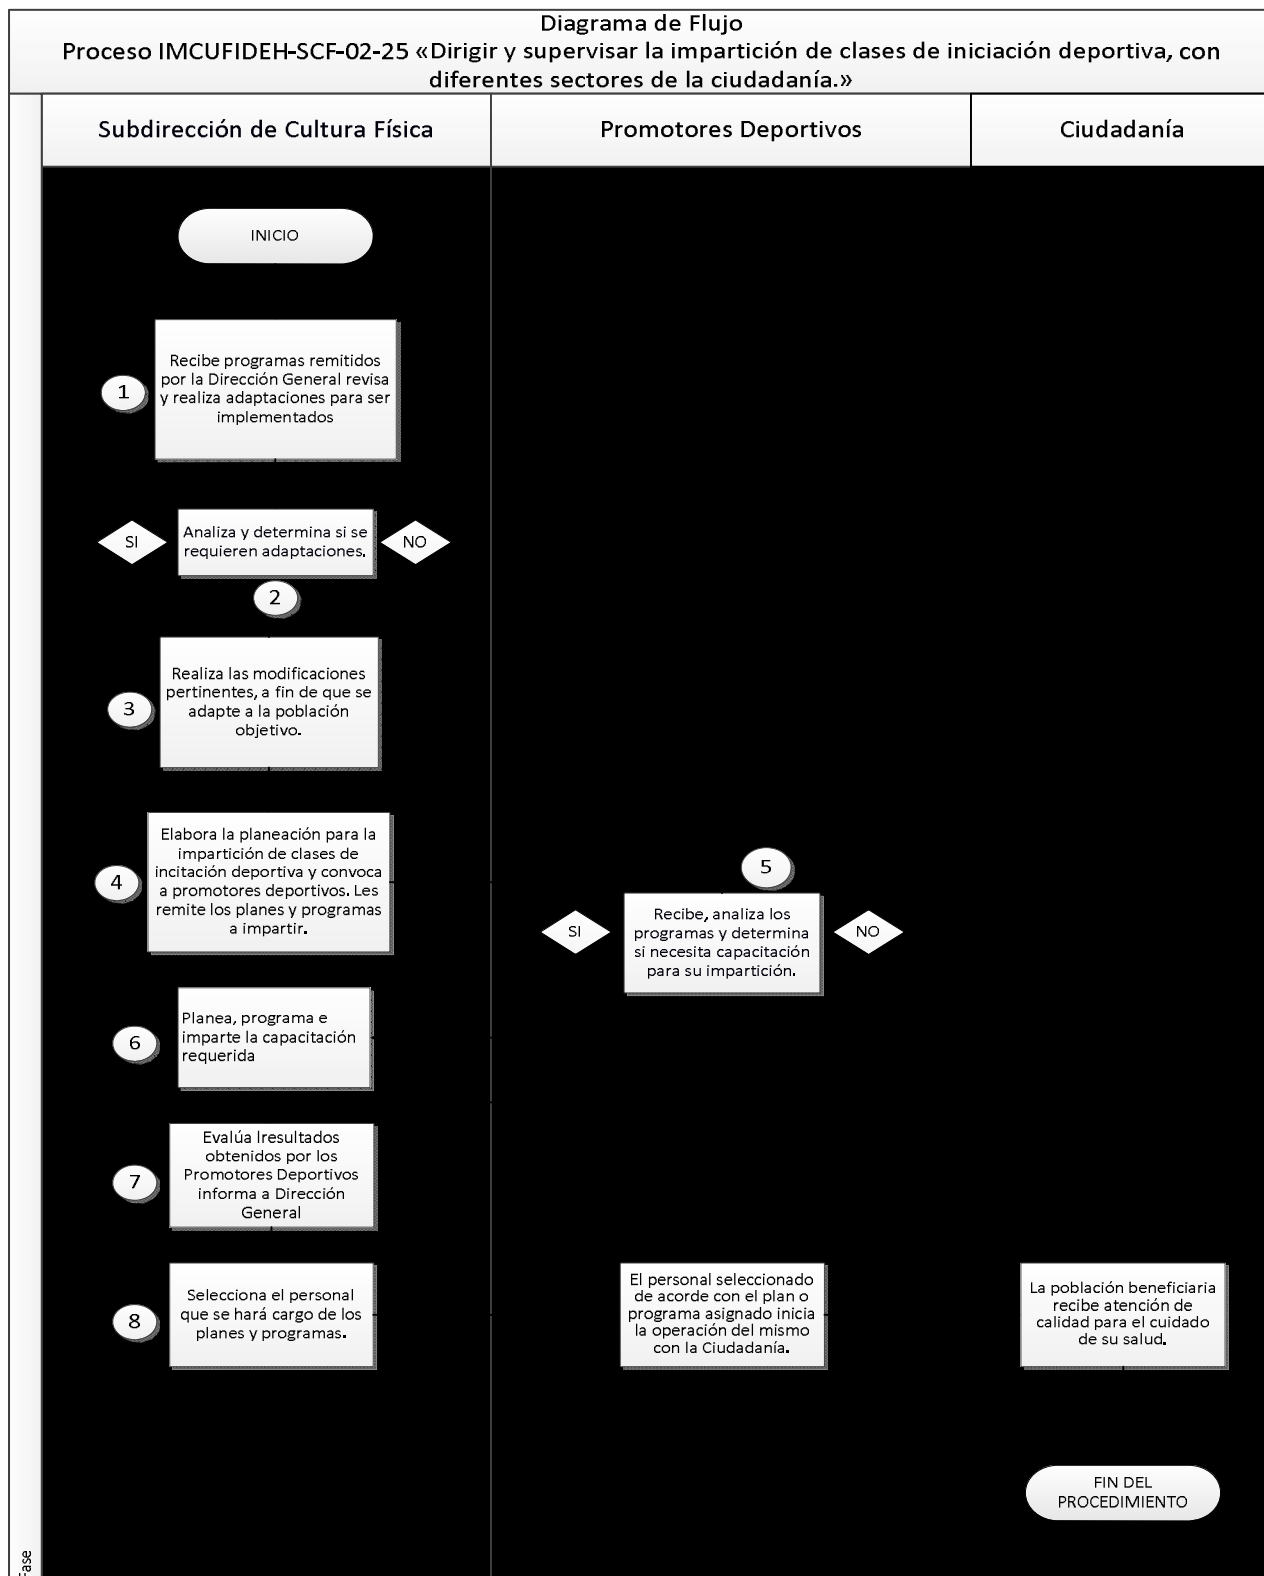 Diagrama de Flujo
Proceso IMCUFIDEH-SCF-02-25 «Dirigir y supervisar la impartición de clases de iniciación deportiva, con
diferentes sectores de la ciudadanía.»
Subdirección de Cultura Física
Promotores Deportivos
Ciudadanía
INICIO
1
Recibe programas remitidos
por la Dirección General revisa
y realiza adaptaciones para ser
implementados
SI
Analiza y determina si se
requieren adaptaciones.
NO
2
3
Realiza las modificaciones
pertinentes, a fin de que se
adapte a la población
objetivo.
4
Elabora la planeación para la
impartición de clases de
incitación deportiva y convoca
a promotores deportivos. Les
remite los planes y programas
a impartir.
5
SI
Recibe, analiza los
programas y determina
si necesita capacitación
para su impartición.
NO
6
Planea, programa e
imparte la capacitación
requerida
7
Evalúa lresultados
obtenidos por los
Promotores Deportivos
informa a Dirección
General
8
Selecciona el personal
que se hará cargo de los
planes y programas.
El personal seleccionado
de acorde con el plan o
programa asignado inicia
la operación del mismo
con la Ciudadanía.
La población beneficiaria
recibe atención de
calidad para el cuidado
de su salud.
FIN DEL
PROCEDIMIENTO
Fase